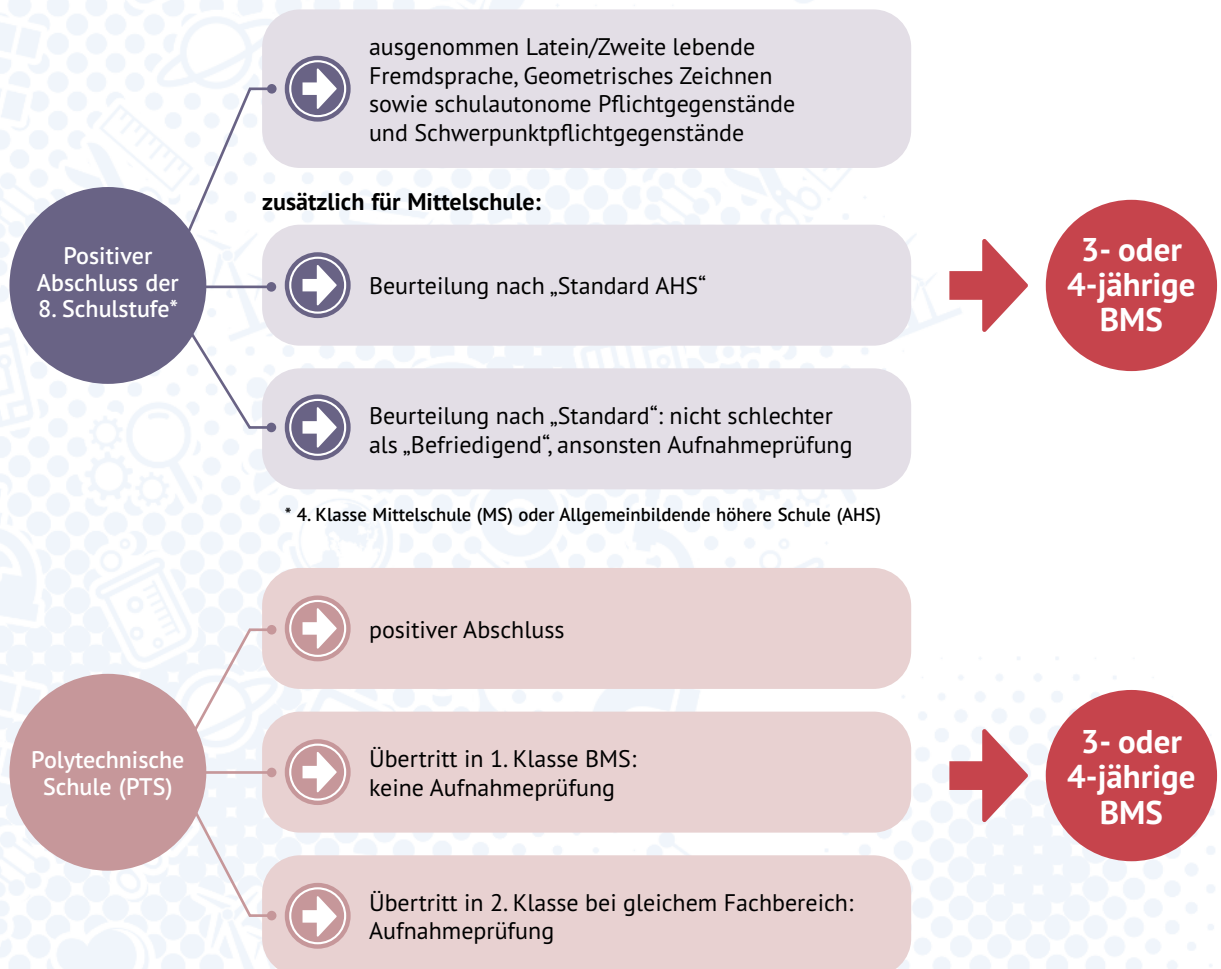 ausgenommen Latein/Zweite lebende
Fremdsprache, Geometrisches Zeichnen
sowie schulautonome Pflichtgegenstände
und Schwerpunktpflichtgegenstände
zusätzlich für Mittelschule:
Positiver
Abschluss der
8. Schulstufe*
Beurteilung nach „Standard AHS“
3- oder
4-jährige
BMS
Beurteilung nach „Standard“: nicht schlechter
als „Befriedigend“, ansonsten Aufnahmeprüfung
* 4. Klasse Mittelschule (MS) oder Allgemeinbildende höhere Schule (AHS)
positiver Abschluss
Polytechnische
Schule (PTS)
Übertritt in 1. Klasse BMS:
keine Aufnahmeprüfung
3- oder
4-jährige
BMS
Übertritt in 2. Klasse bei gleichem Fachbereich:
Aufnahmeprüfung